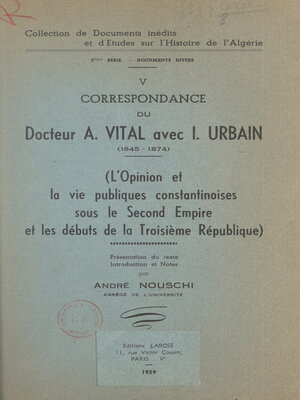 Collection de Documents inédits
et d'Etudes sur l'Histoire de l'Algérie
2ème SÉRIE. — DOCUMENTS DIVERS
V
CORRESPONDANCE
DU
Docteur A. VITAL avec I. URBAIN
(1845 - 1874)
(L'Opinion et
la vie publiques constantinoises
sous le Second Empire
et les débuts de la Troisième République)
Présentation du texte
Introduction et Notes
par
ANDRÉ NOUSCHI
AGRÉGÉ DE L'UNIVERSITÉ
Editions LAROSE
11, rue Victor Cousin,
PARIS - Vᵉ
1959